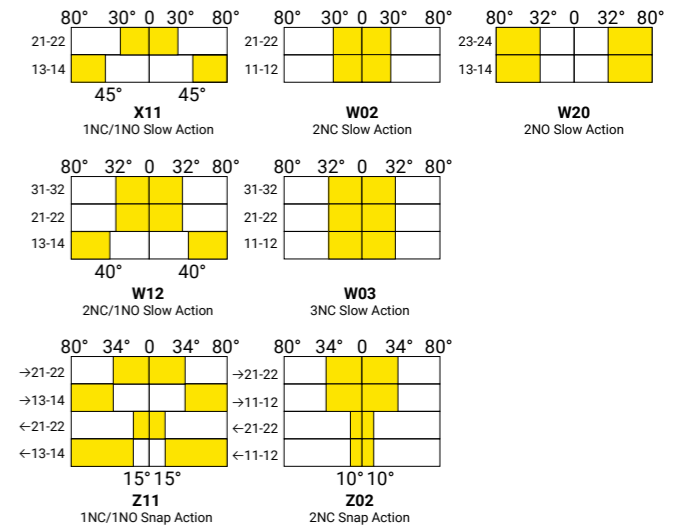 80° 30° 0 30° 80°
21-22
13-14
45° 45°
X11
1NC/1NO Slow Action
80° 30° 0 30° 80°
21-22
11-12
W02
2NC Slow Action
80° 32° 0 32° 80°
23-24
13-14
W20
2NO Slow Action
80° 32° 0 32° 80°
31-32
21-22
13-14
40° 40°
W12
2NC/1NO Slow Action
80° 32° 0 32° 80°
31-32
21-22
11-12
W03
3NC Slow Action
80° 34° 0 34° 80°
→21-22
→13-14
←21-22
←13-14
15° 15°
Z11
1NC/1NO Snap Action
80° 34° 0 34° 80°
→21-22
→11-12
←21-22
←11-12
10° 10°
Z02
2NC Snap Action